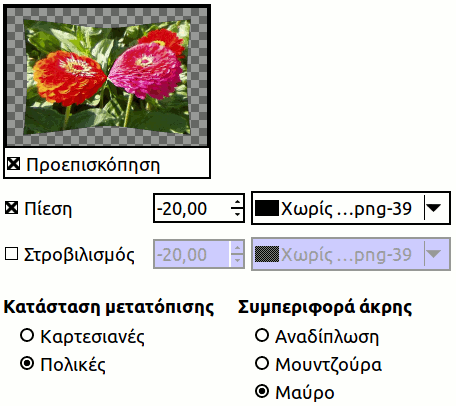 Προεπισκόπηση
Πίεση -20,00 Χωρίς ...png-39
Στροβιλισμός -20,00 Χωρίς ...png-39
Κατάσταση μετατόπισης Συμπεριφορά άκρης
Καρτεσιανές Αναδίπλωση
Πολικές Μουντζούρα
Μαύρο